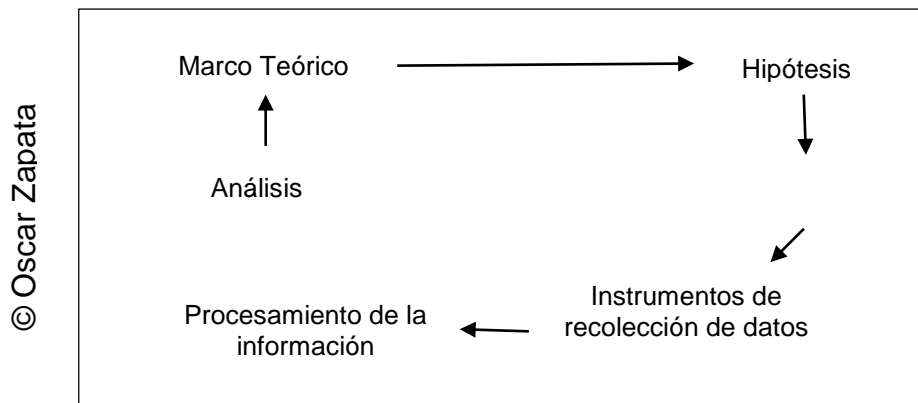 © Oscar Zapata
Marco Teórico
Hipótesis
Análisis
Instrumentos de
recolección de datos
Procesamiento de la
información